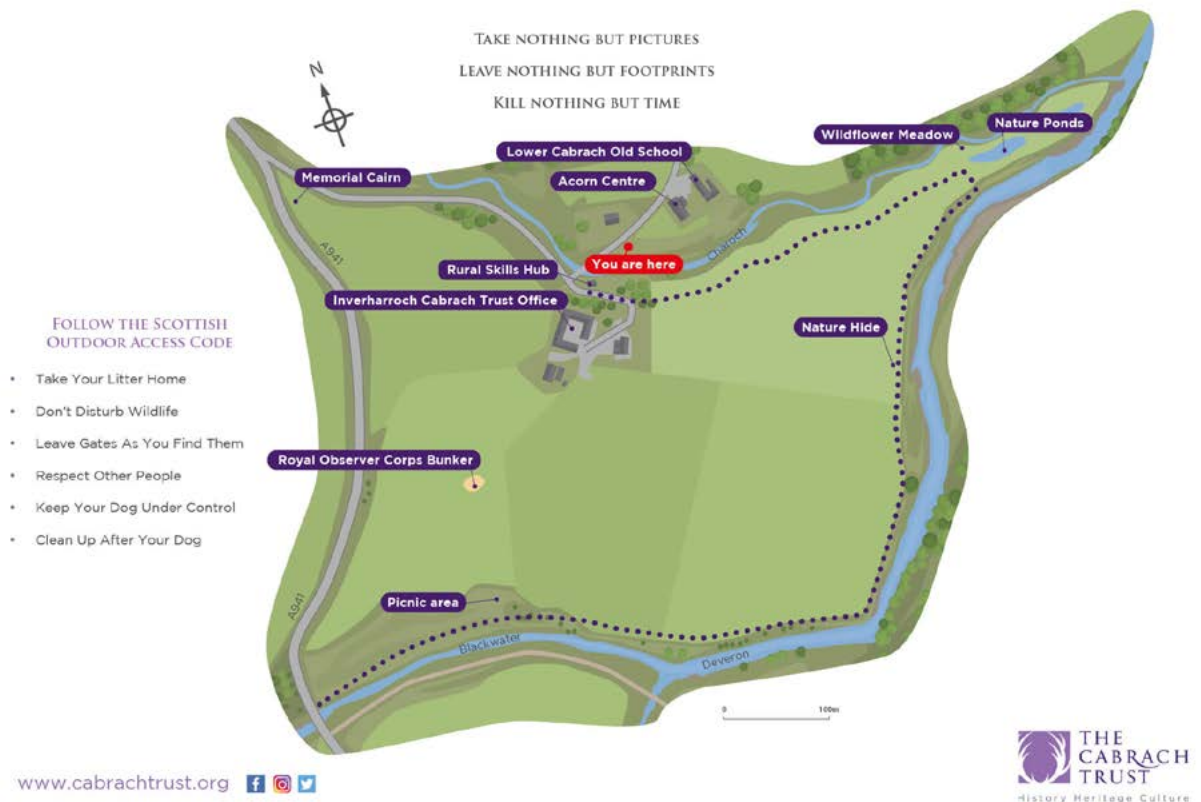 TAKE NOTHING BUT PICTURES
LEAVE NOTHING BUT FOOTPRINTS
KILL NOTHING BUT TIME
N
Wildflower Meadow
Nature Ponds
Lower Cabrach Old School
Acorn Centre
Memorial Cairn
A941
Charoch
You are here
Rural Skills Hub
Inverharroch Cabrach Trust Office
Nature Hide
FOLLOW THE SCOTTISH
OUTDOOR ACCESS CODE
• Take Your Litter Home
• Don't Disturb Wildlife
• Leave Gates As You Find Them
• Respect Other People
• Keep Your Dog Under Control
• Clean Up After Your Dog
Royal Observer Corps Bunker
A941
Picnic area
Blackwater
Deveron
0 100m
www.cabrachtrust.org
THE
CABRACH
TRUST
History Heritage Culture